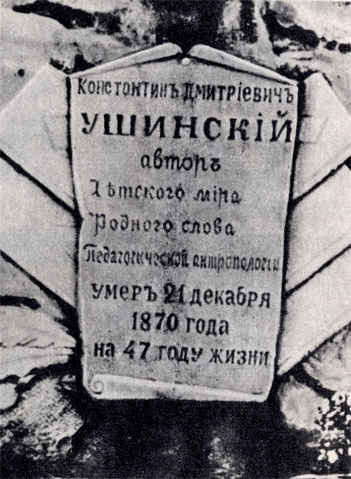 Константинъ Дмитріевичъ
УШИНСКІЙ
авторъ
Дѣтского міра
Родного слова
Педагогической антропологіи
умеръ 21 декабря
1870 года
на 47 году жизни